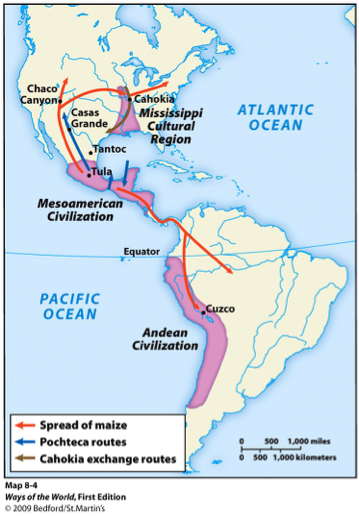 Chaco
Canyon
Cahokia
Casas
Grande
Mississippi
Cultural
Region
ATLANTIC
OCEAN
Tantoc
Tula
Mesoamerican
Civilization
Equator
PACIFIC
OCEAN
Cuzco
Andean
Civilization
Spread of maize
Pochteca routes
Cahokia exchange routes
0 500 1,000 miles
0 500 1,000 kilometers
Map 8-4
Ways of the World, First Edition
© 2009 Bedford/St.Martin's